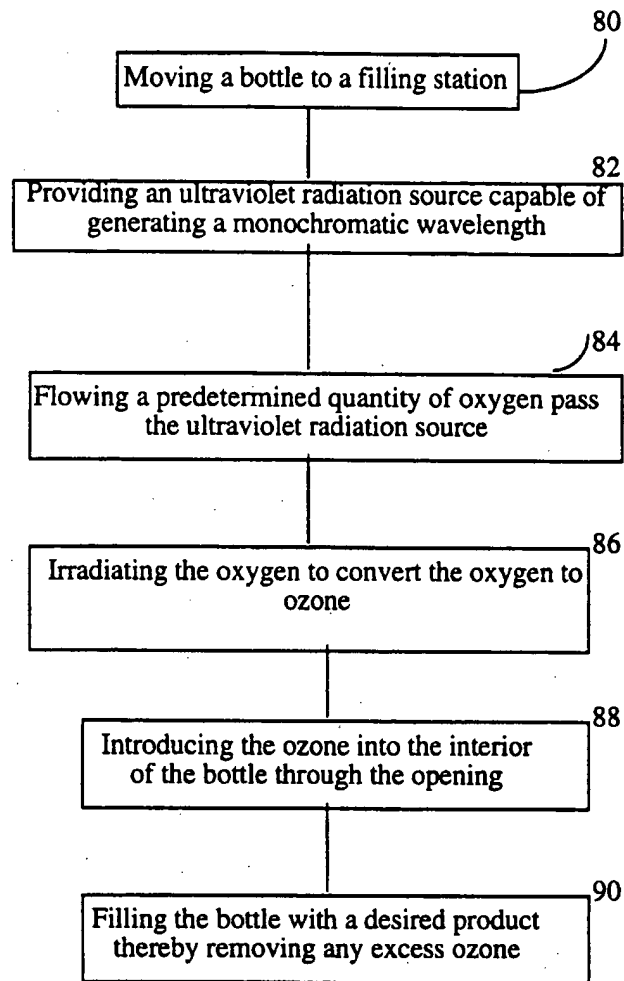 80
Moving a bottle to a filling station
82
Providing an ultraviolet radiation source capable of
generating a monochromatic wavelength
84
Flowing a predetermined quantity of oxygen pass
the ultraviolet radiation source
86
Irradiating the oxygen to convert the oxygen to
ozone
88
Introducing the ozone into the interior
of the bottle through the opening
90
Filling the bottle with a desired product
thereby removing any excess ozone